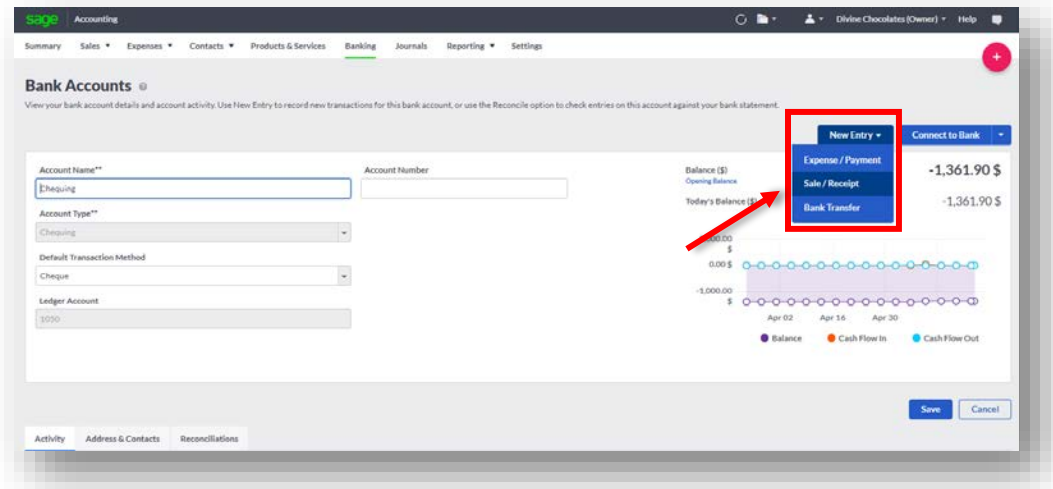 sage Accounting
Divine Chocolates (Owner) Help
Summary Sales Expenses Contacts Products & Services Banking Journals Reporting Settings
+
Bank Accounts
View your bank account details and account activity. Use New Entry to record new transactions for this bank account, or use the Reconcile option to check entries on this account against your bank statement.
New Entry Connect to Bank
Expense / Payment
Sale / Receipt
Bank Transfer
Account Name** Account Number
Chequing
Account Type**
Chequing
Default Transaction Method
Cheque
Ledger Account
1050
Balance ($) -1,361.90 $
Opening Balance
Today's Balance ($) -1,361.90 $
$
0.00 $
-1,000.00
$
Apr 02 Apr 16 Apr 30
Balance Cash Flow In Cash Flow Out
Save Cancel
Activity Address & Contacts Reconciliations